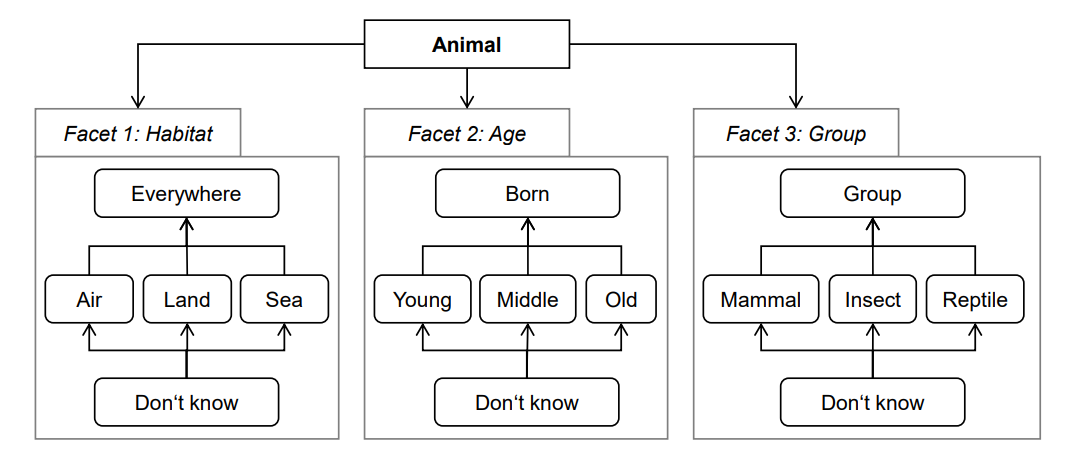 Animal
Facet 1: Habitat
Everywhere
Air
Land
Sea
Don‘t know
Facet 2: Age
Born
Young
Middle
Old
Don‘t know
Facet 3: Group
Group
Mammal
Insect
Reptile
Don‘t know